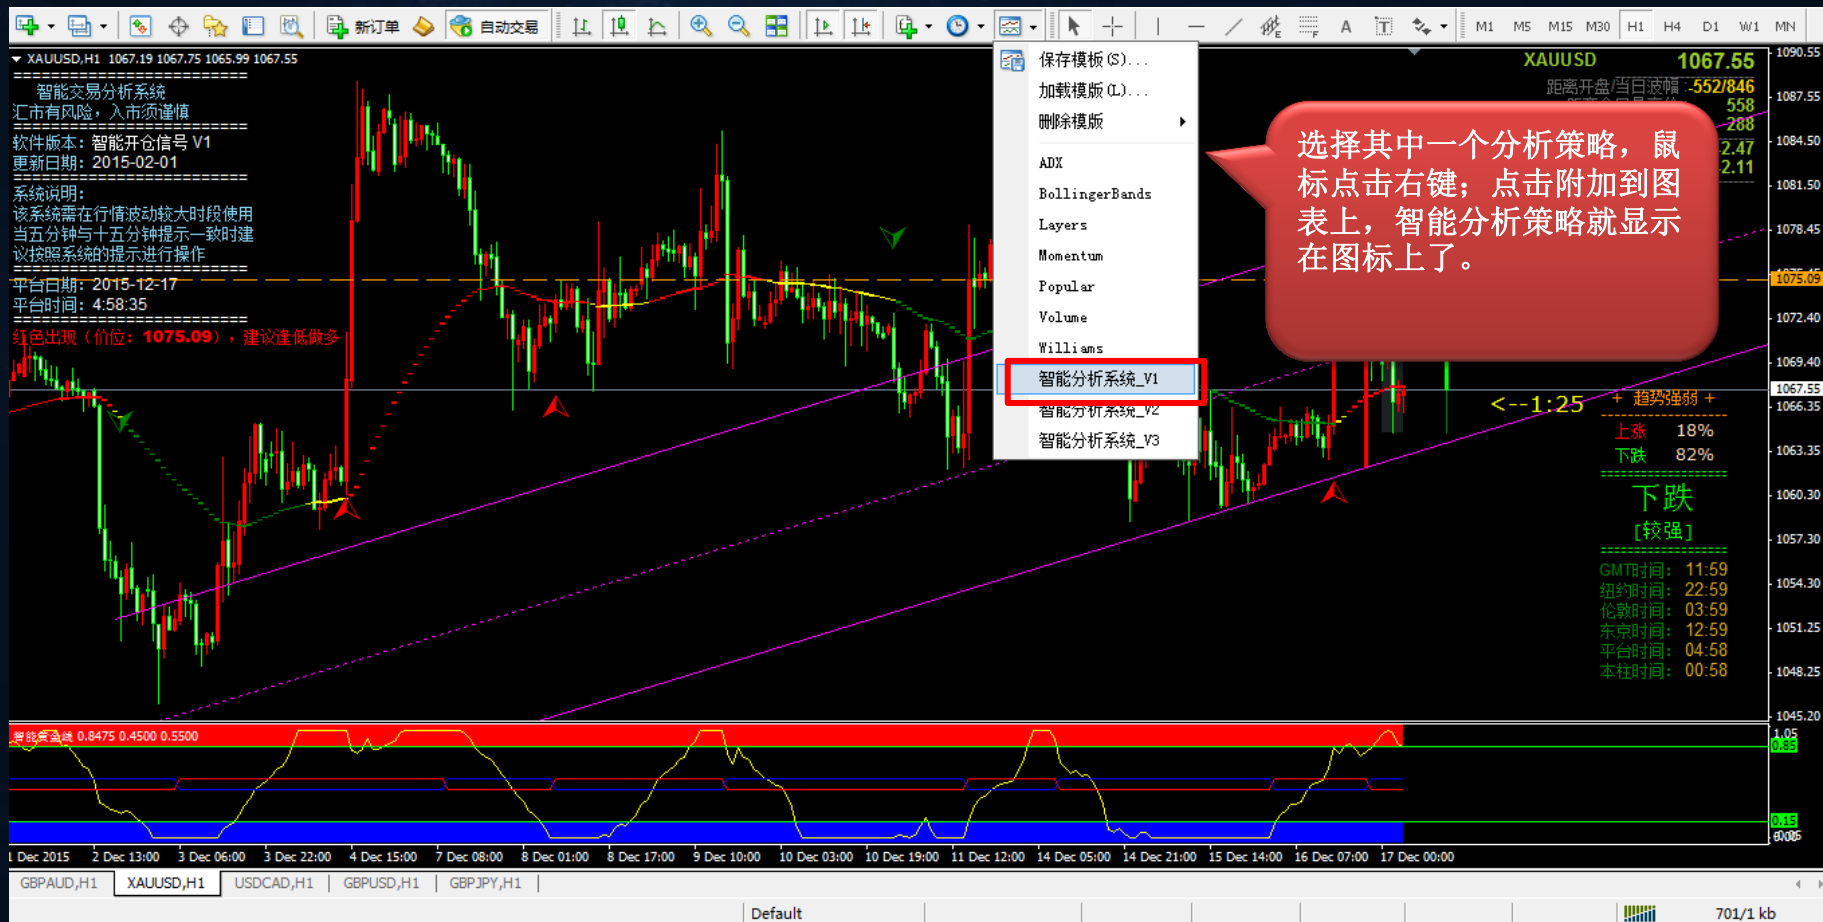 新订单
自动交易
A
T
M1
M5
M15
M30
H1
H4
D1
W1
MN
XAUUSD,H1 1067.19 1067.75 1065.99 1067.55
智能交易分析系统
汇市有风险，入市须谨慎
软件版本：智能开仓信号 V1
更新日期：2015-02-01
系统说明：
该系统需在行情波动较大时段使用
当五分钟与十五分钟提示一致时建
议按照系统的提示进行操作
平台日期：2015-12-17
平台时间：4:58:35
红色出现（价位：1075.09），建议逢低做多
保存模板(S)...
加载模版(L)...
删除模版
ADX
BollingerBands
Layers
Momentum
Popular
Volume
Williams
智能分析系统_V1
智能分析系统_V2
智能分析系统_V3
XAUUSD 1067.55
距离开盘/当日波幅：-552/846
558
288
2.47
2.11
选择其中一个分析策略，鼠
标点击右键；点击附加到图
表上，智能分析策略就显示
在图标上了。
<--1:25
+ 趋势强弱 +
上涨 18%
下跌 82%
下跌
[较强]
GMT时间： 11:59
纽约时间： 22:59
伦敦时间： 03:59
东京时间： 12:59
平台时间： 04:58
本柱时间： 00:58
1090.55
1087.55
1084.50
1081.50
1078.45
1075.09
1072.40
1069.40
1067.55
1066.35
1063.35
1060.30
1057.30
1054.30
1051.25
1048.25
1045.20
智能黄金线 0.8475 0.4500 0.5500
1.05
0.85
0.15
1 Dec 2015
2 Dec 13:00
3 Dec 06:00
3 Dec 22:00
4 Dec 15:00
7 Dec 08:00
8 Dec 01:00
8 Dec 17:00
9 Dec 10:00
10 Dec 03:00
10 Dec 19:00
11 Dec 12:00
14 Dec 05:00
14 Dec 21:00
15 Dec 14:00
16 Dec 07:00
17 Dec 00:00
GBPAUD,H1
XAUUSD,H1
USDCAD,H1
GBPUSD,H1
GBPJPY,H1
Default
701/1 kb